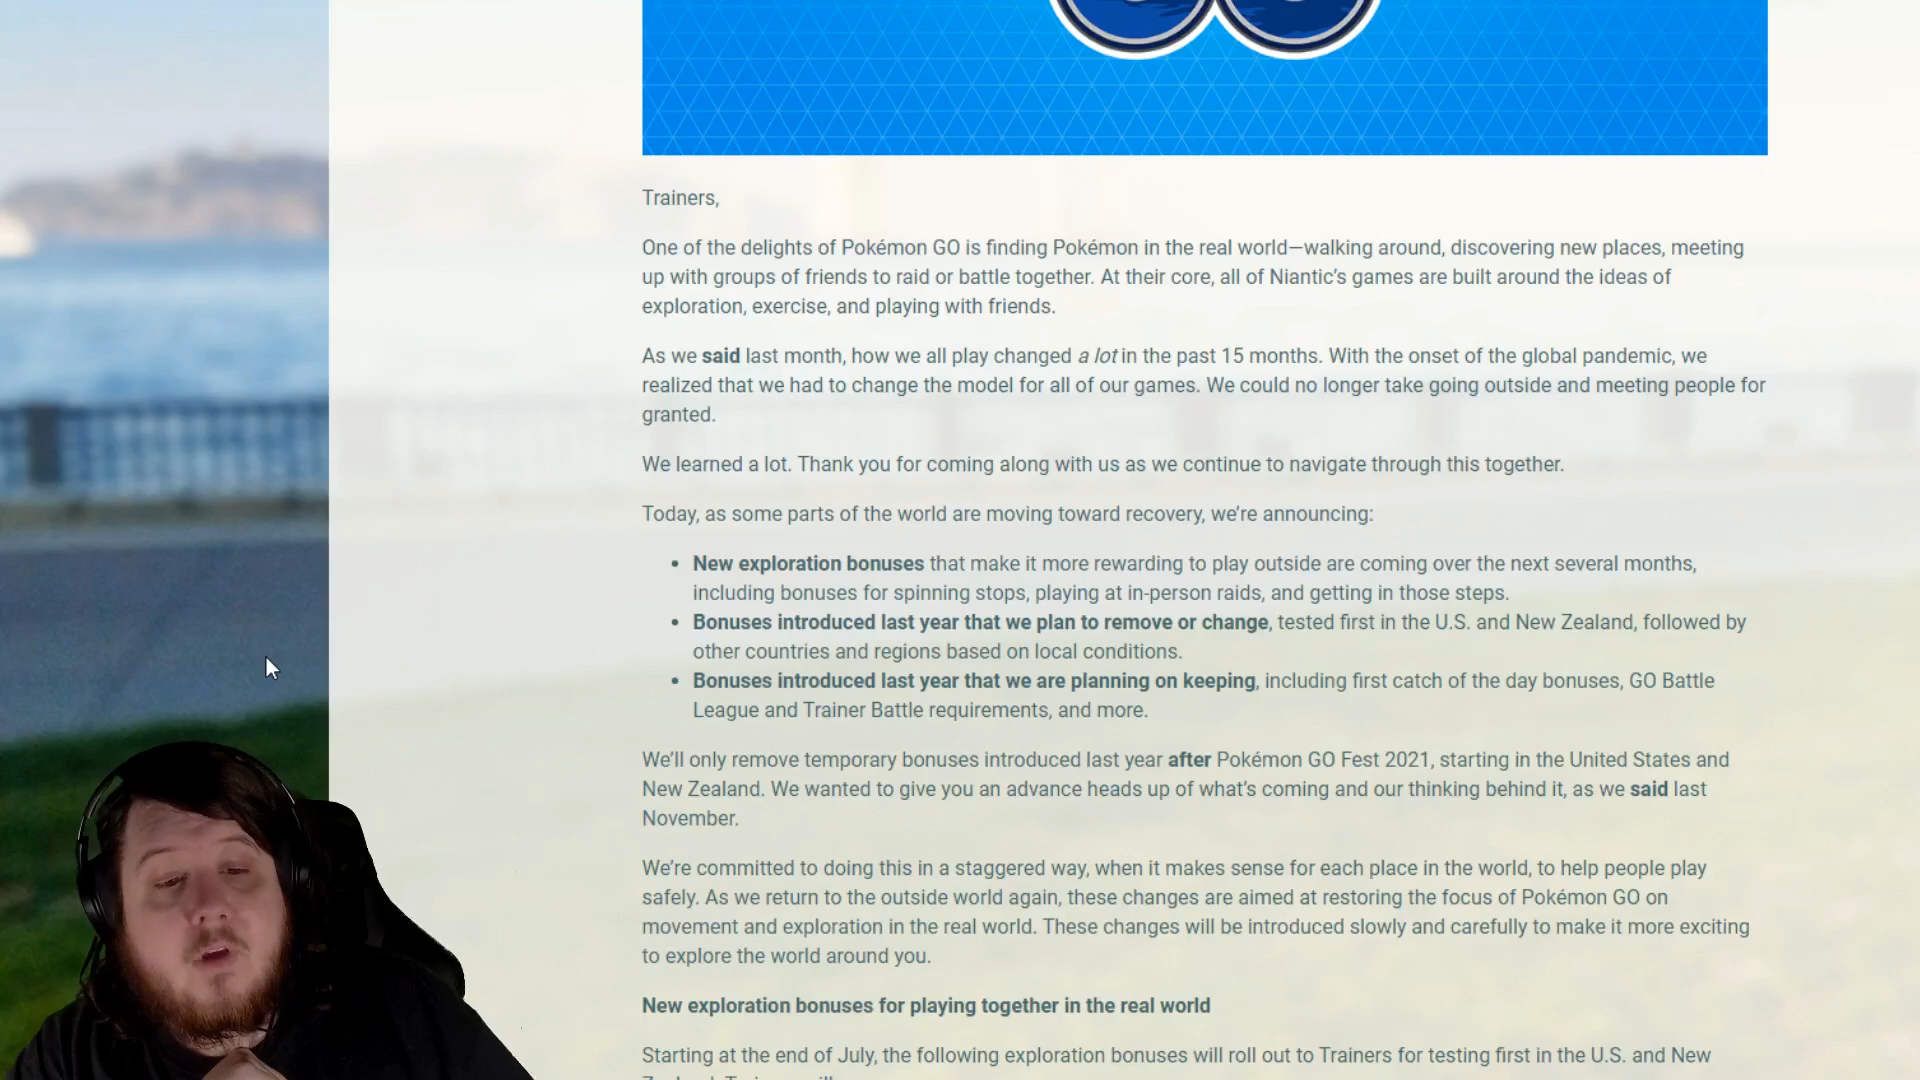 Trainers,
One of the delights of Pokémon GO is finding Pokémon in the real world—walking around, discovering new places, meeting
up with groups of friends to raid or battle together. At their core, all of Niantic’s games are built around the ideas of
exploration, exercise, and playing with friends.
As we said last month, how we all play changed a lot in the past 15 months. With the onset of the global pandemic, we
realized that we had to change the model for all of our games. We could no longer take going outside and meeting people for
granted.
We learned a lot. Thank you for coming along with us as we continue to navigate through this together.
Today, as some parts of the world are moving toward recovery, we’re announcing:
• New exploration bonuses that make it more rewarding to play outside are coming over the next several months,
including bonuses for spinning stops, playing at in-person raids, and getting in those steps.
• Bonuses introduced last year that we plan to remove or change, tested first in the U.S. and New Zealand, followed by
other countries and regions based on local conditions.
• Bonuses introduced last year that we are planning on keeping, including first catch of the day bonuses, GO Battle
League and Trainer Battle requirements, and more.
We’ll only remove temporary bonuses introduced last year after Pokémon GO Fest 2021, starting in the United States and
New Zealand. We wanted to give you an advance heads up of what’s coming and our thinking behind it, as we said last
November.
We’re committed to doing this in a staggered way, when it makes sense for each place in the world, to help people play
safely. As we return to the outside world again, these changes are aimed at restoring the focus of Pokémon GO on
movement and exploration in the real world. These changes will be introduced slowly and carefully to make it more exciting
to explore the world around you.
New exploration bonuses for playing together in the real world
Starting at the end of July, the following exploration bonuses will roll out to Trainers for testing first in the U.S. and New